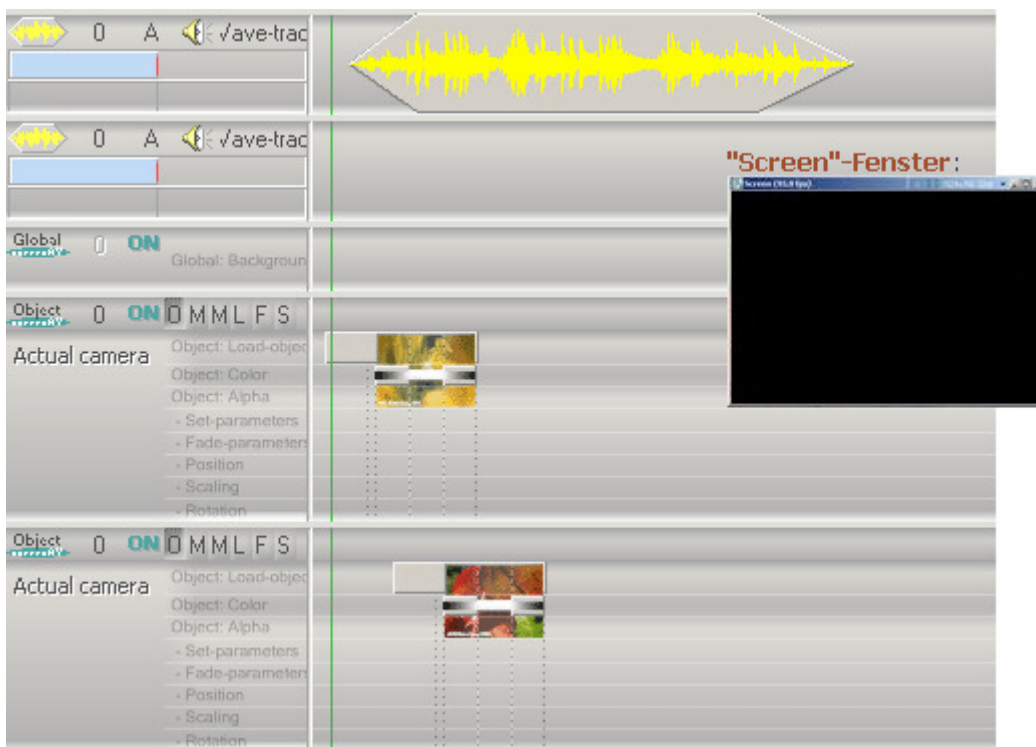 0 A √ave-trac
0 A √ave-trac
"Screen"-Fenster:
Screen
Global 0 ON
Global: Backgroun
Object 0 ON O M M L F S
Actual camera
Object: Load-objec
Object: Color
Object: Alpha
- Set-parameters
- Fade-parameters
- Position
- Scaling
- Rotation
Object 0 ON O M M L F S
Actual camera
Object: Load-objec
Object: Color
Object: Alpha
- Set-parameters
- Fade-parameters
- Position
- Scaling
- Rotation